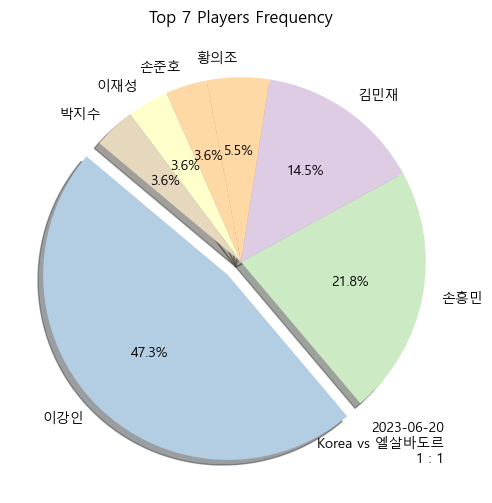 Top 7 Players Frequency
황의조
손준호
이재성
박지수
김민재
손흥민
이강인
5.5%
3.6%
3.6%
3.6%
14.5%
21.8%
47.3%
2023-06-20
Korea vs 엘살바도르
1 : 1